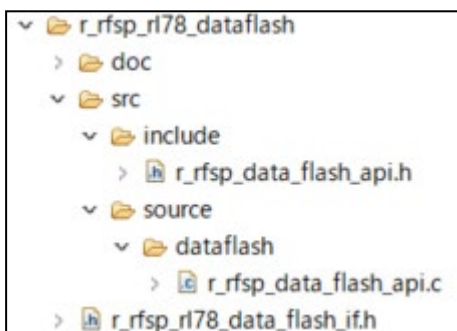 r_rfsp_rl78_dataflash
doc
src
include
r_rfsp_data_flash_api.h
source
dataflash
r_rfsp_data_flash_api.c
r_rfsp_rl78_data_flash_if.h